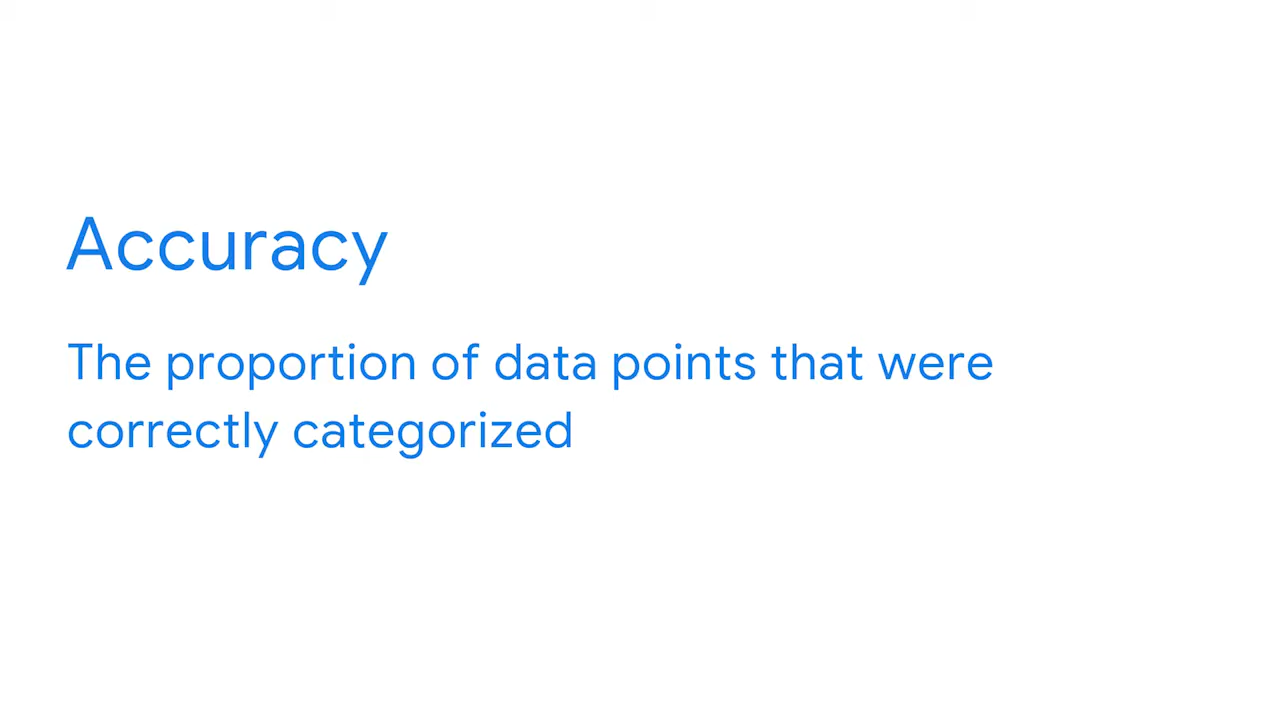 Accuracy
The proportion of data points that were
correctly categorized